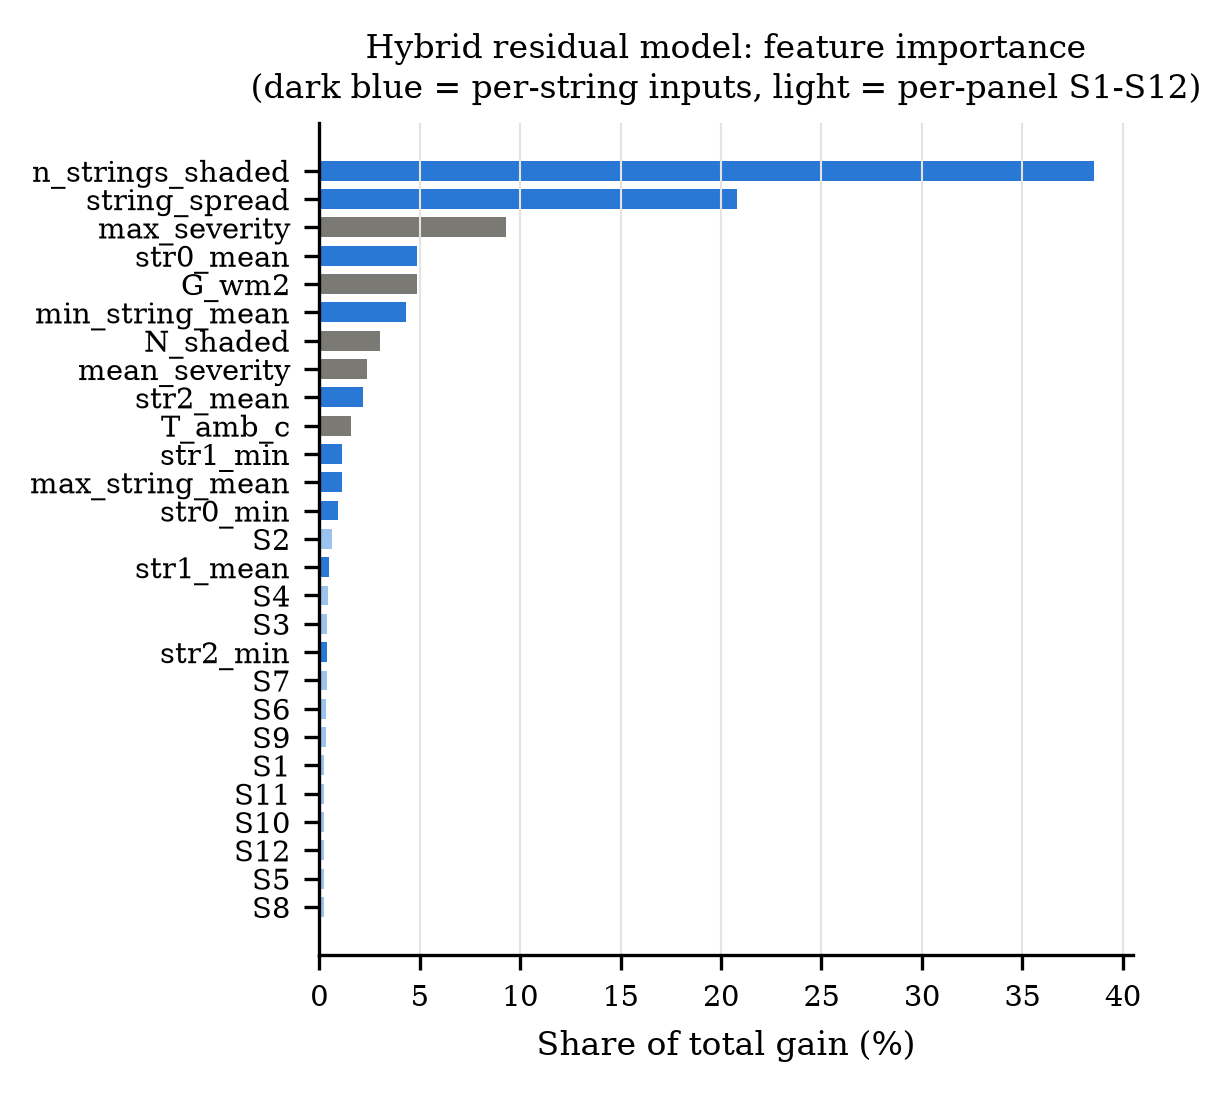 Hybrid residual model: feature importance
(dark blue = per-string inputs, light = per-panel S1-S12)
n_strings_shaded
string_spread
max_severity
str0_mean
G_wm2
min_string_mean
N_shaded
mean_severity
str2_mean
T_amb_c
str1_min
max_string_mean
str0_min
S2
str1_mean
S4
S3
str2_min
S7
S6
S9
S1
S11
S10
S12
S5
S8
0 5 10 15 20 25 30 35 40
Share of total gain (%)